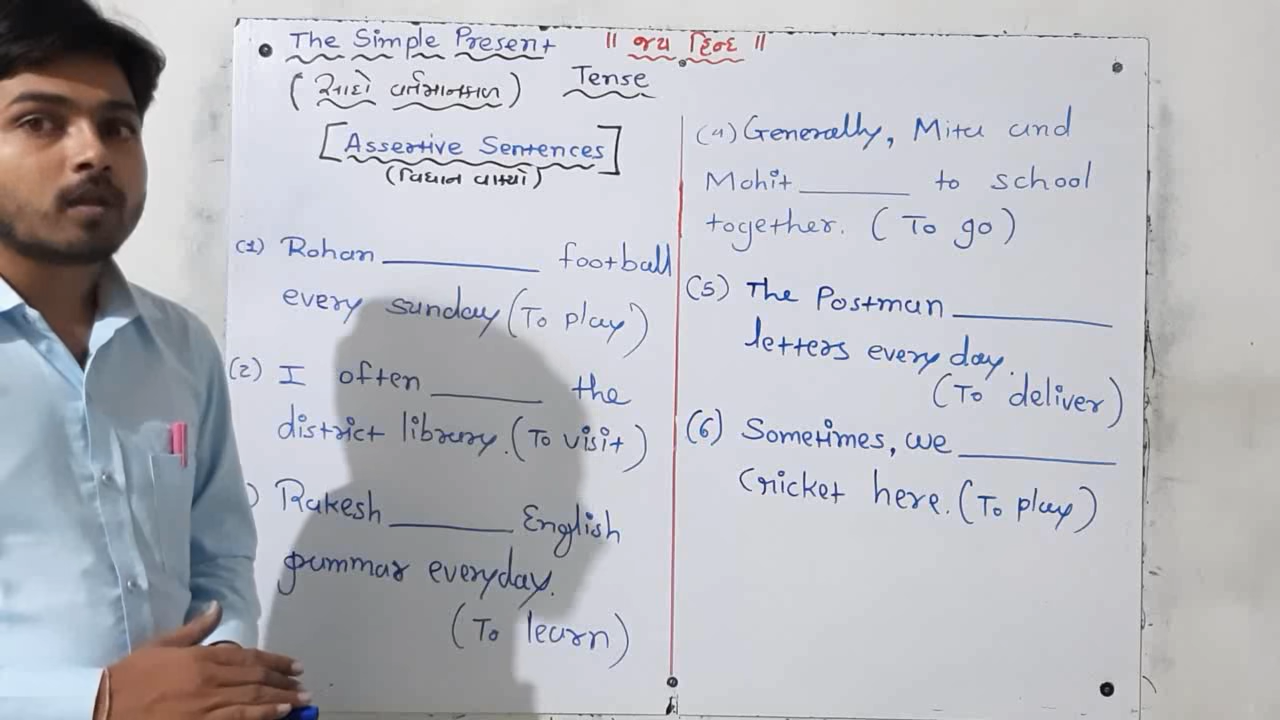 The Simple Present
|| જય હિન્દ ||
(સાદો વર્તમાનકાળ)
Tense
[Assertive Sentences]
(વિધાન વાક્યો)
(1) Rohan ________ football
every sunday (To play)
(2) I often ________ the
district library. (To visit)
) Rakesh ________ English
grammar everyday.
(To learn)
(4) Generally, Mita and
Mohit ________ to school
together. (To go)
(5) The Postman ________
letters every day.
(To deliver)
(6) Sometimes, we ________
cricket here. (To play)